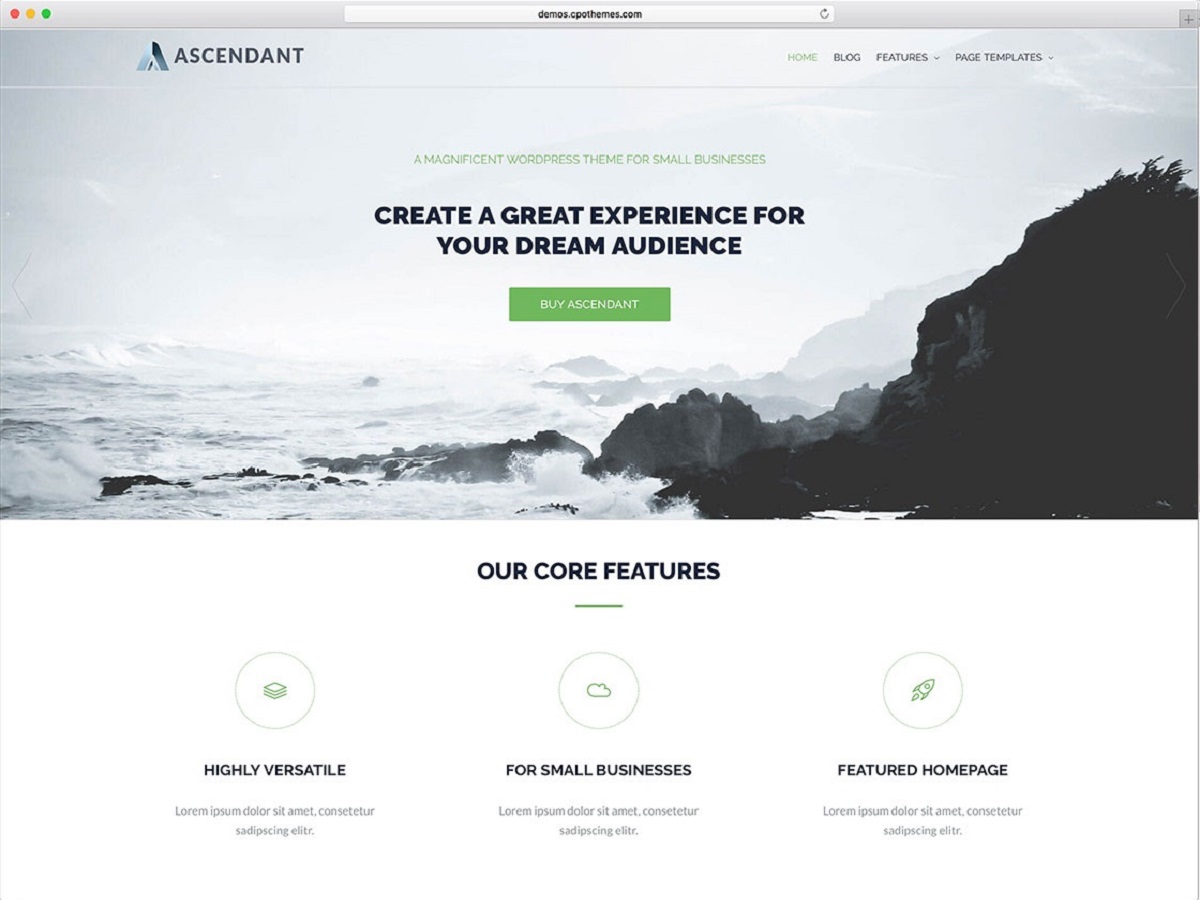 demos.cpothemes.com
ASCENDANT
HOME BLOG FEATURES PAGE TEMPLATES
A MAGNIFICENT WORDPRESS THEME FOR SMALL BUSINESSES
CREATE A GREAT EXPERIENCE FOR
YOUR DREAM AUDIENCE
BUY ASCENDANT
OUR CORE FEATURES
HIGHLY VERSATILE
Lorem ipsum dolor sit amet, consetetur
sadipscing elitr.
FOR SMALL BUSINESSES
Lorem ipsum dolor sit amet, consetetur
sadipscing elitr.
FEATURED HOMEPAGE
Lorem ipsum dolor sit amet, consetetur
sadipscing elitr.